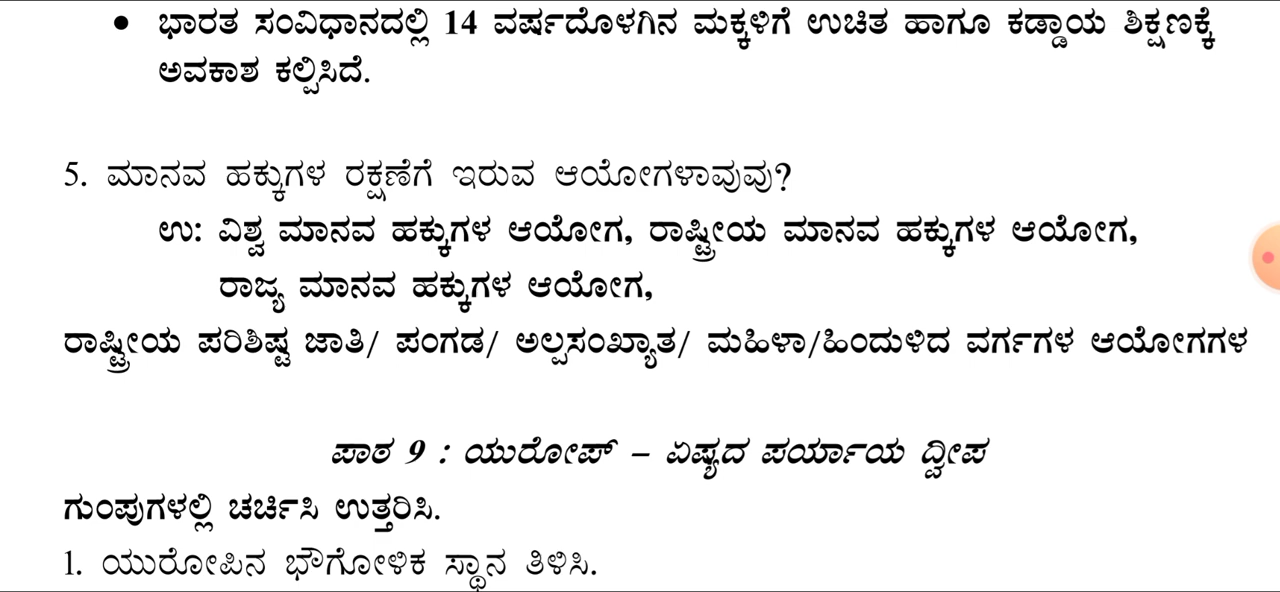 • ಭಾರತ ಸಂವಿಧಾನದಲ್ಲಿ 14 ವರ್ಷದೊಳಗಿನ ಮಕ್ಕಳಿಗೆ ಉಚಿತ ಹಾಗೂ ಕಡ್ಡಾಯ ಶಿಕ್ಷಣಕ್ಕೆ
ಅವಕಾಶ ಕಲ್ಪಿಸಿದೆ.
5. ಮಾನವ ಹಕ್ಕುಗಳ ರಕ್ಷಣೆಗೆ ಇರುವ ಆಯೋಗಳಾವುವು?
ಉ: ವಿಶ್ವ ಮಾನವ ಹಕ್ಕುಗಳ ಆಯೋಗ, ರಾಷ್ಟ್ರೀಯ ಮಾನವ ಹಕ್ಕುಗಳ ಆಯೋಗ,
ರಾಜ್ಯ ಮಾನವ ಹಕ್ಕುಗಳ ಆಯೋಗ,
ರಾಷ್ಟ್ರೀಯ ಪರಿಶಿಷ್ಟ ಜಾತಿ/ ಪಂಗಡ/ ಅಲ್ಪಸಂಖ್ಯಾತ/ ಮಹಿಳಾ/ಹಿಂದುಳಿದ ವರ್ಗಗಳ ಆಯೋಗಗಳ
ಪಾಠ 9 : ಯುರೋಪ್ – ಏಷ್ಯದ ಪರ್ಯಾಯ ದ್ವೀಪ
ಗುಂಪುಗಳಲ್ಲಿ ಚರ್ಚಿಸಿ ಉತ್ತರಿಸಿ.
1. ಯುರೋಪಿನ ಭೌಗೋಳಿಕ ಸ್ಥಾನ ತಿಳಿಸಿ.